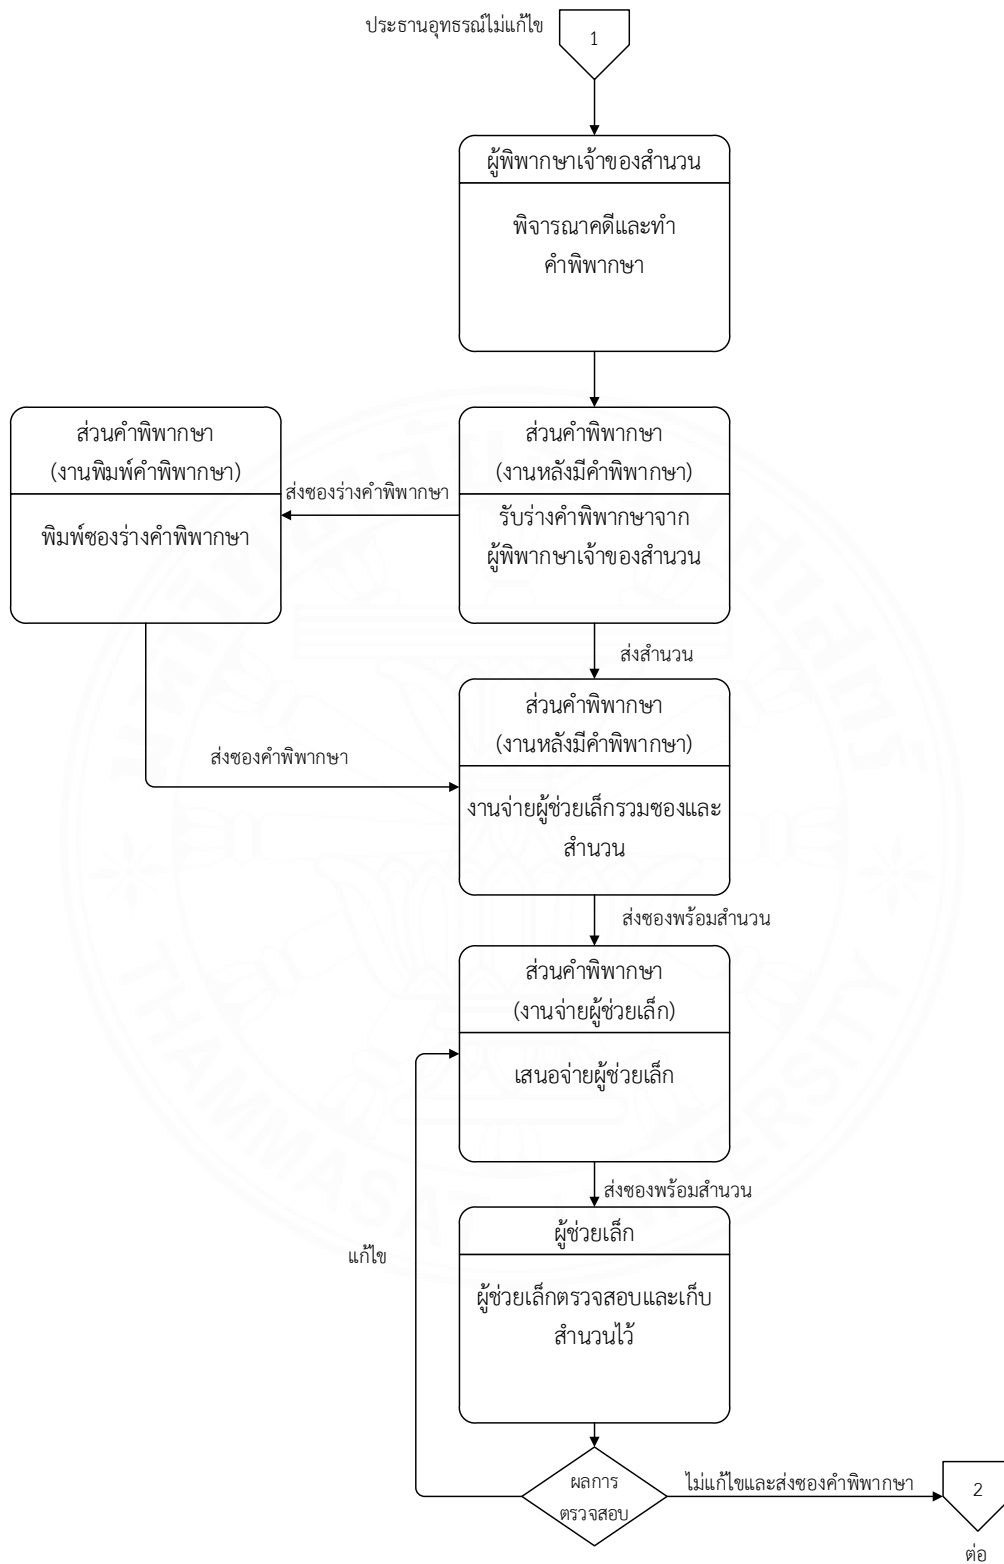 ประธานอุทธรณ์ไม่แก้ไข
1
ผู้พิพากษาเจ้าของสำนวน
พิจารณาคดีและทำ
คำพิพากษา
ส่วนคำพิพากษา
(งานพิมพ์คำพิพากษา)
พิมพ์ซองร่างคำพิพากษา
ส่งซองร่างคำพิพากษา
ส่วนคำพิพากษา
(งานหลังมีคำพิพากษา)
รับร่างคำพิพากษาจาก
ผู้พิพากษาเจ้าของสำนวน
ส่งสำนวน
ส่งซองคำพิพากษา
ส่วนคำพิพากษา
(งานหลังมีคำพิพากษา)
งานจ่ายผู้ช่วยเล็กรวมซองและ
สำนวน
ส่งซองพร้อมสำนวน
ส่วนคำพิพากษา
(งานจ่ายผู้ช่วยเล็ก)
เสนอจ่ายผู้ช่วยเล็ก
ส่งซองพร้อมสำนวน
แก้ไข
ผู้ช่วยเล็ก
ผู้ช่วยเล็กตรวจสอบและเก็บ
สำนวนไว้
ผลการ
ตรวจสอบ
ไม่แก้ไขและส่งซองคำพิพากษา
2
ต่อ
มหาวิทยาลัยธรรมศาสตร์
THAMMASAT UNIVERSITY